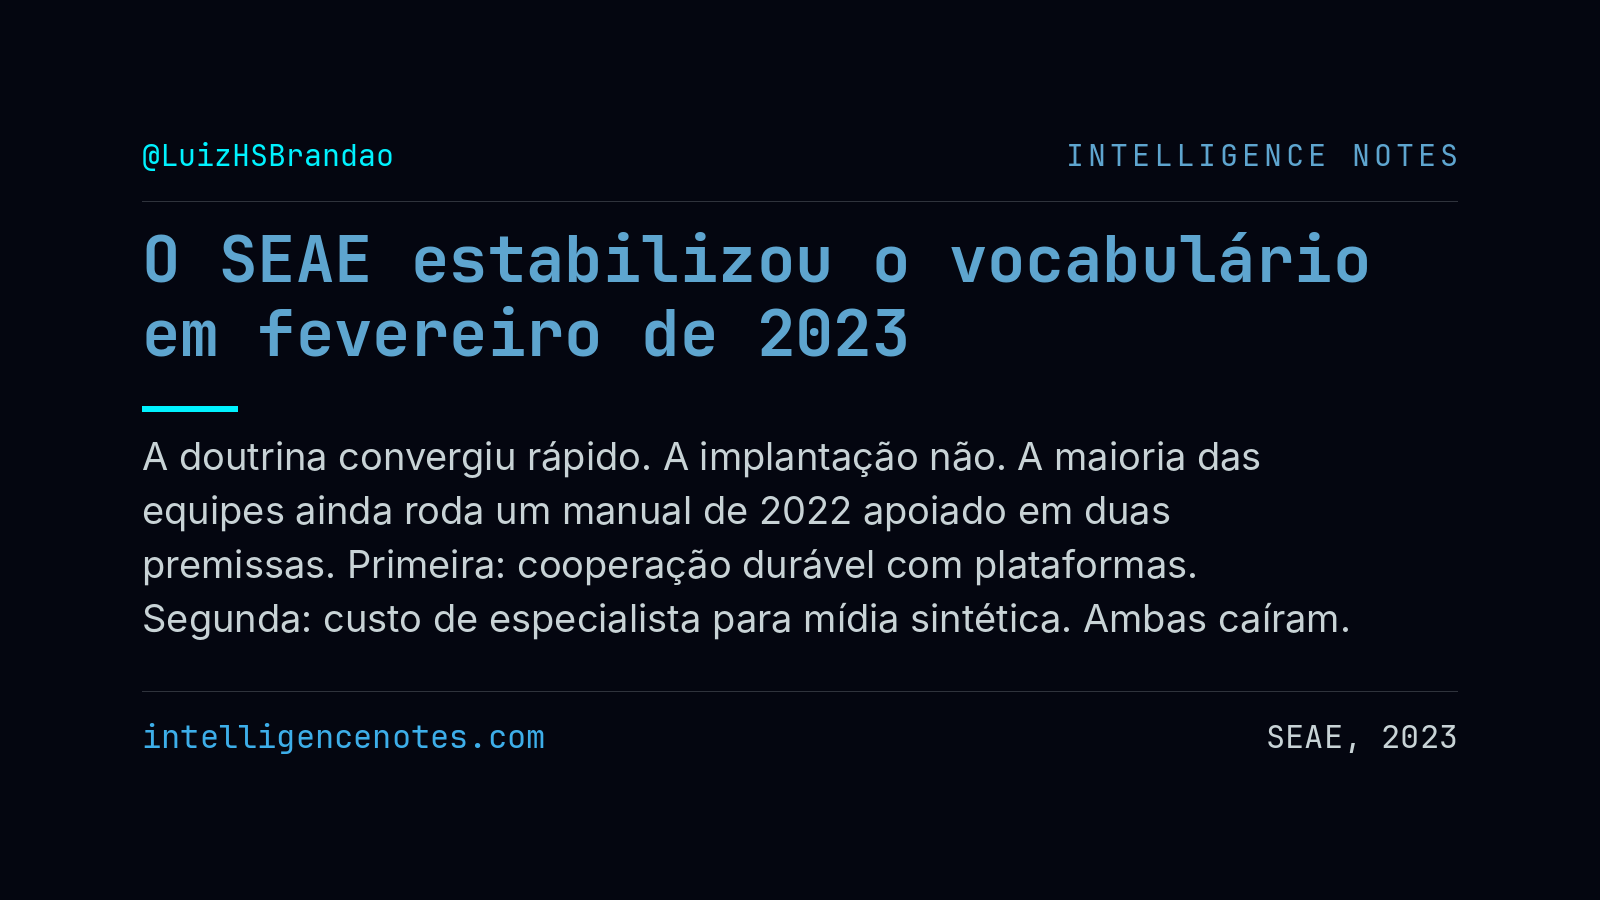 @LuizHSBrandao
INTELLIGENCE NOTES
O SEAE estabilizou o vocabulário
em fevereiro de 2023
A doutrina convergiu rápido. A implantação não. A maioria das
equipes ainda roda um manual de 2022 apoiado em duas
premissas. Primeira: cooperação durável com plataformas.
Segunda: custo de especialista para mídia sintética. Ambas caíram.
intelligencenotes.com
SEAE, 2023